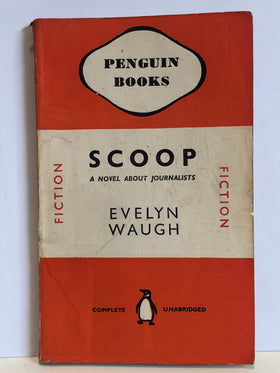 PENGUIN
BOOKS
FICTION
SCOOP
A NOVEL ABOUT JOURNALISTS
EVELYN
WAUGH
FICTION
COMPLETE UNABRIDGED